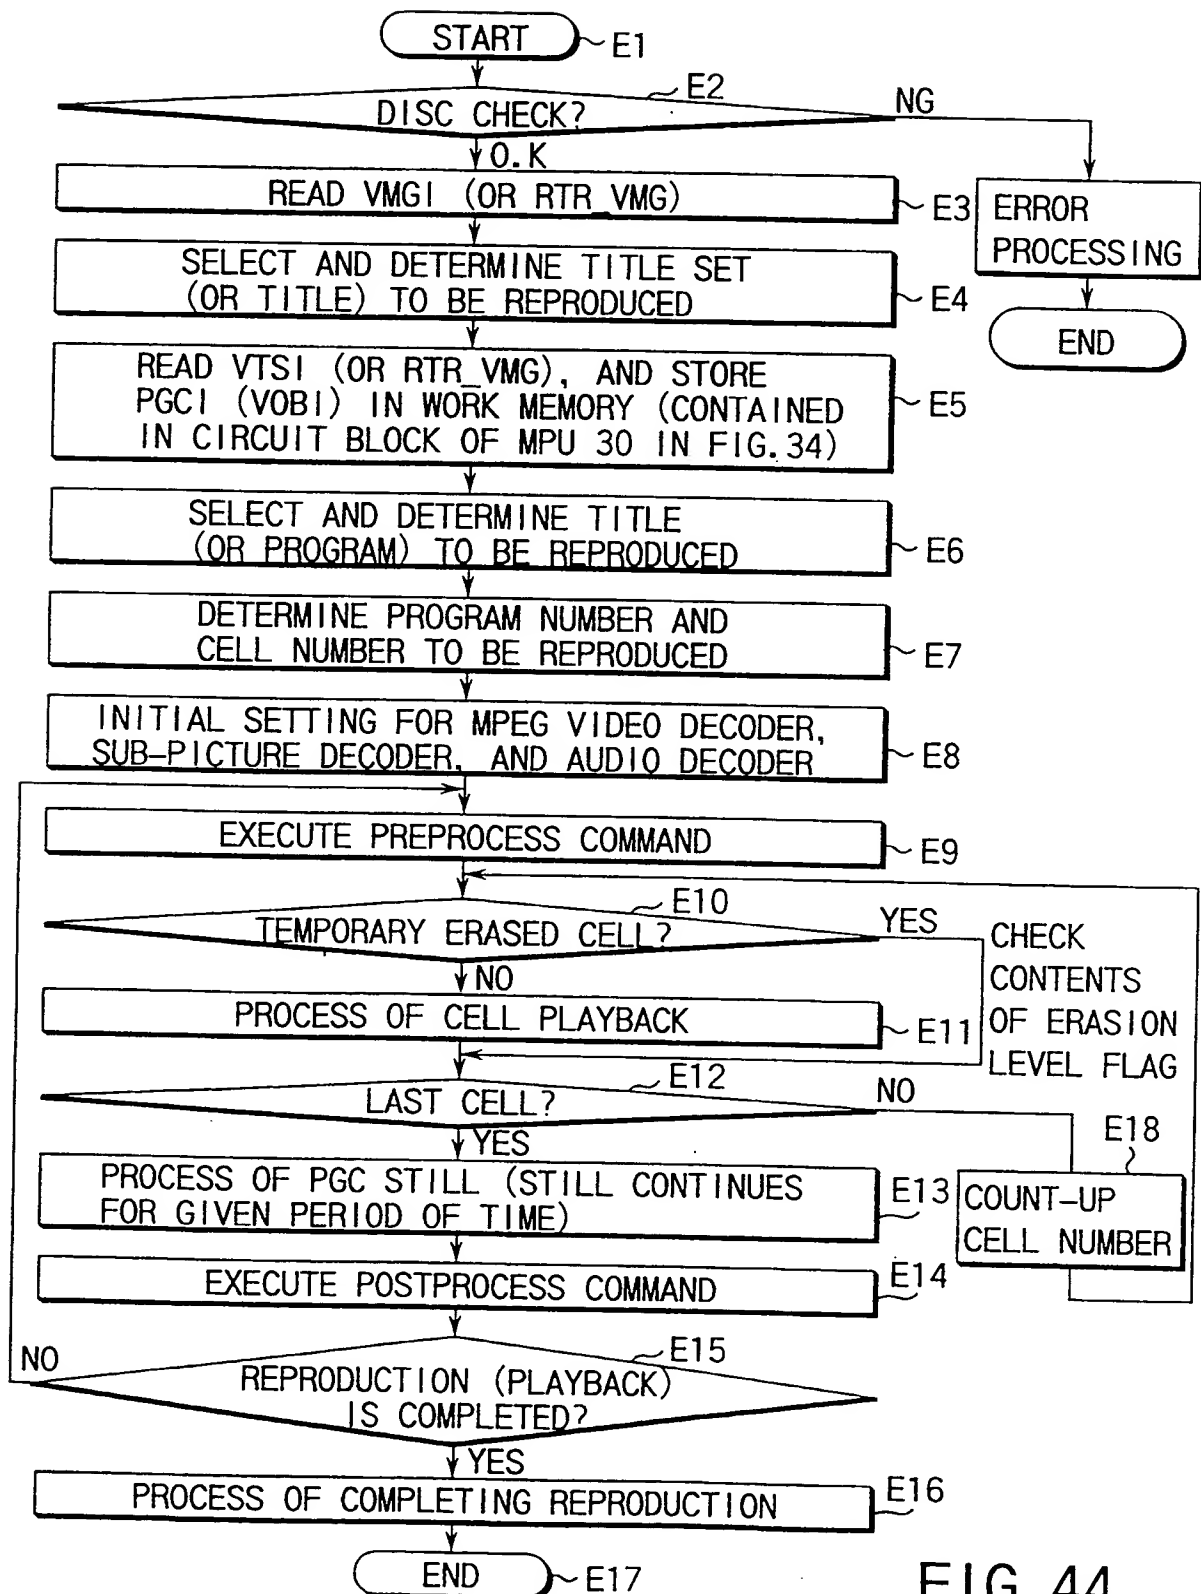 START
E1
E2
DISC CHECK?
NG
O.K
READ VMGI (OR RTR_VMG)
E3
ERROR
PROCESSING
END
SELECT AND DETERMINE TITLE SET
(OR TITLE) TO BE REPRODUCED
E4
READ VTSI (OR RTR_VMG), AND STORE
PGCI (VOBI) IN WORK MEMORY (CONTAINED
IN CIRCUIT BLOCK OF MPU 30 IN FIG.34)
E5
SELECT AND DETERMINE TITLE
(OR PROGRAM) TO BE REPRODUCED
E6
DETERMINE PROGRAM NUMBER AND
CELL NUMBER TO BE REPRODUCED
E7
INITIAL SETTING FOR MPEG VIDEO DECODER,
SUB-PICTURE DECODER, AND AUDIO DECODER
E8
EXECUTE PREPROCESS COMMAND
E9
E10
TEMPORARY ERASED CELL?
YES
NO
CHECK
CONTENTS
OF ERASION
LEVEL FLAG
PROCESS OF CELL PLAYBACK
E11
E12
LAST CELL?
NO
YES
E18
COUNT-UP
CELL NUMBER
PROCESS OF PGC STILL (STILL CONTINUES
FOR GIVEN PERIOD OF TIME)
E13
EXECUTE POSTPROCESS COMMAND
E14
E15
NO
REPRODUCTION (PLAYBACK)
IS COMPLETED?
YES
PROCESS OF COMPLETING REPRODUCTION
E16
END
E17
FIG. 44